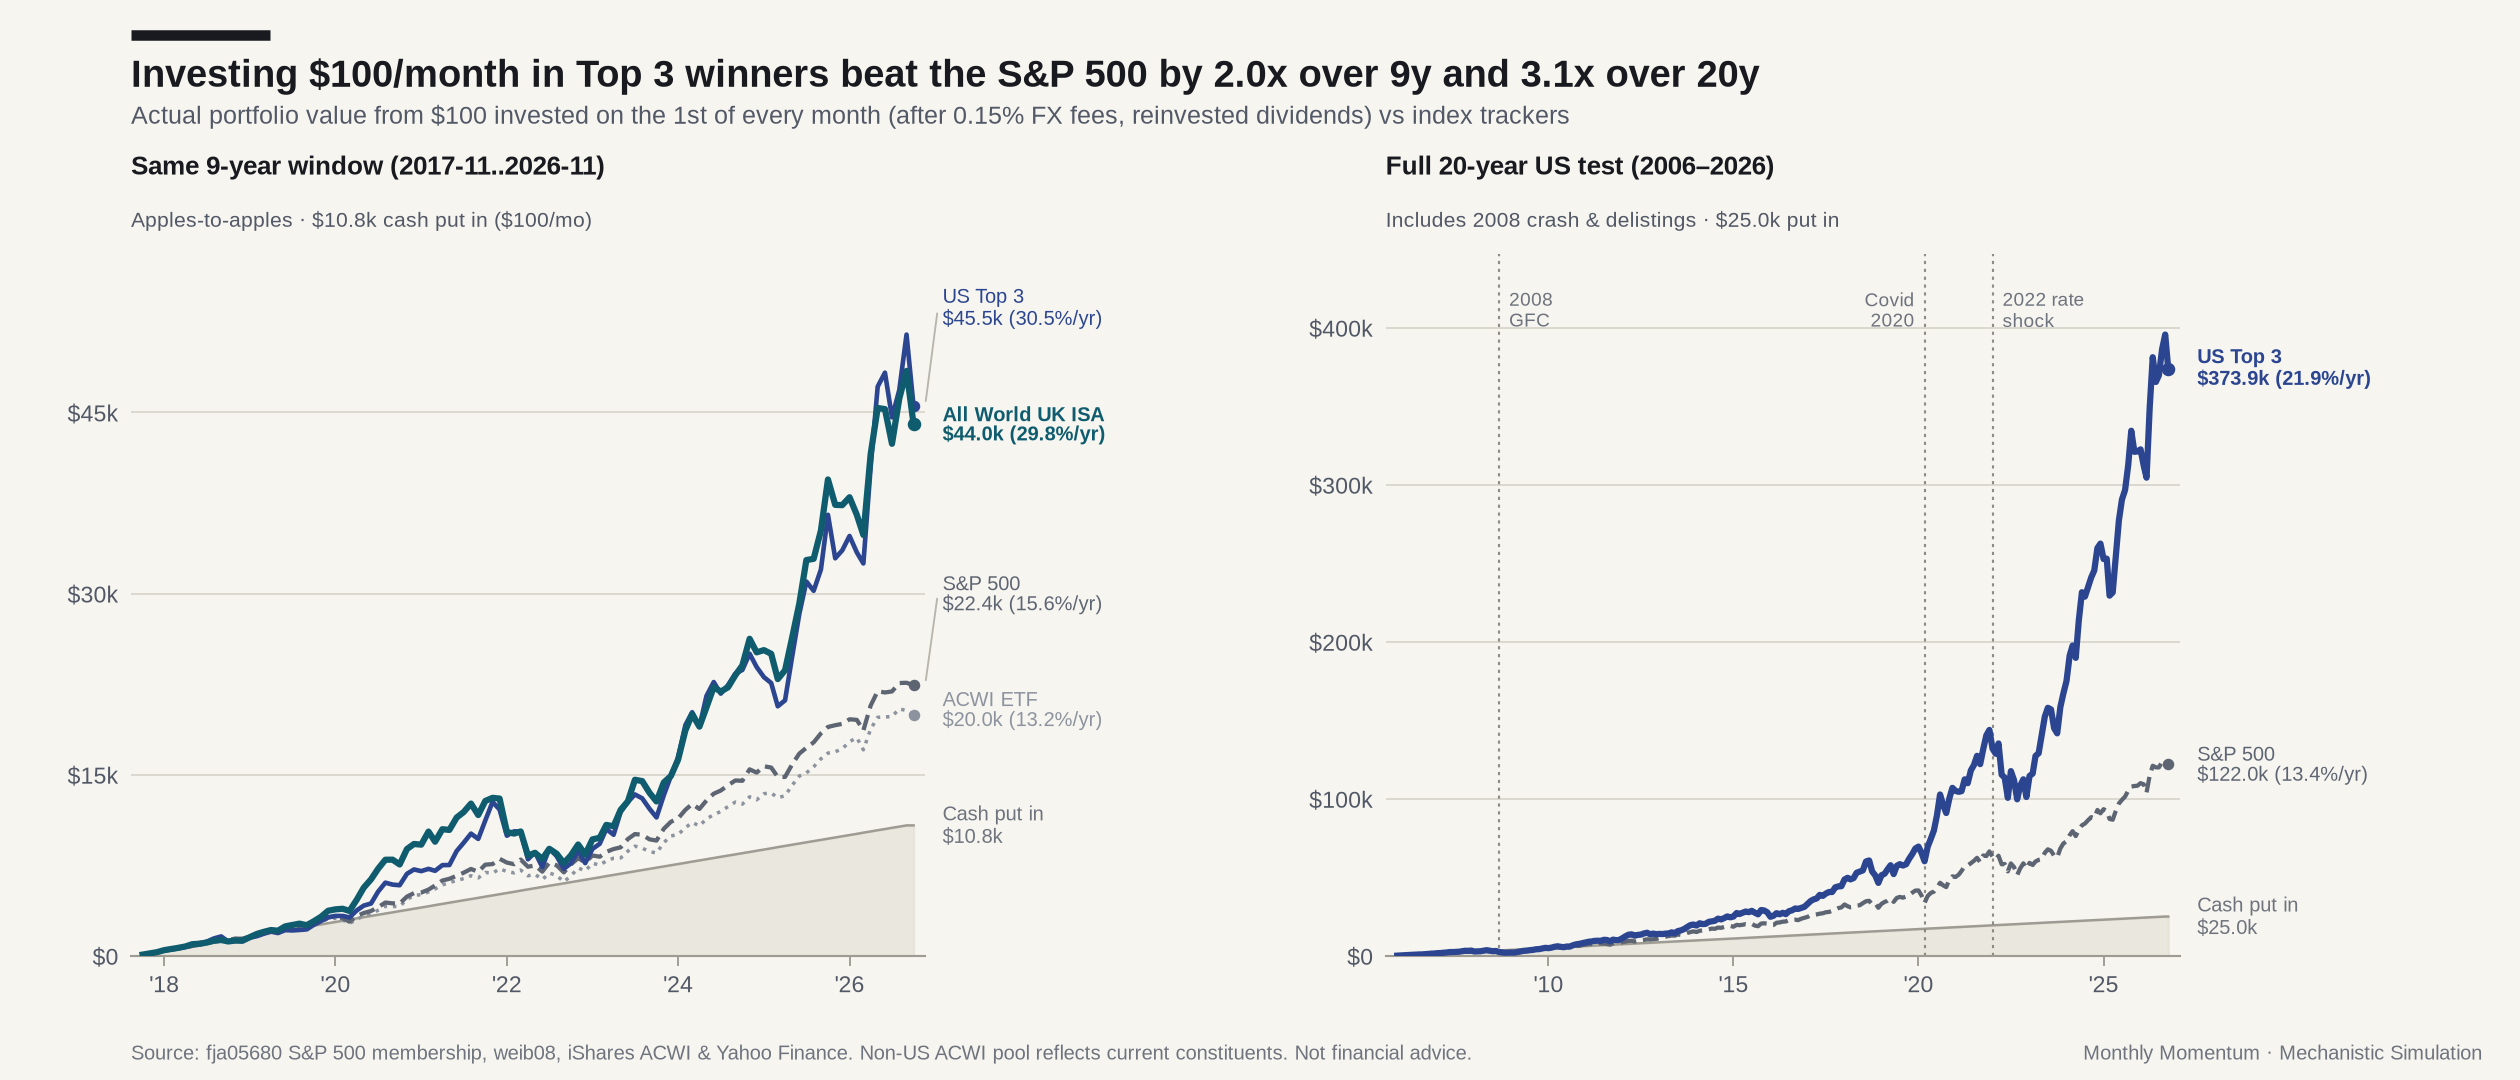 Investing $100/month in Top 3 winners beat the S&P 500 by 2.0x over 9y and 3.1x over 20y
Actual portfolio value from $100 invested on the 1st of every month (after 0.15% FX fees, reinvested dividends) vs index trackers
Same 9-year window (2017-11..2026-11)
Apples-to-apples · $10.8k cash put in ($100/mo)
US Top 3
$45.5k (30.5%/yr)
All World UK ISA
$44.0k (29.8%/yr)
S&P 500
$22.4k (15.6%/yr)
ACWI ETF
$20.0k (13.2%/yr)
Cash put in
$10.8k
$45k
$30k
$15k
$0
'18
'20
'22
'24
'26
Full 20-year US test (2006–2026)
Includes 2008 crash & delistings · $25.0k put in
2008
GFC
Covid
2020
2022 rate
shock
US Top 3
$373.9k (21.9%/yr)
S&P 500
$122.0k (13.4%/yr)
Cash put in
$25.0k
$400k
$300k
$200k
$100k
$0
'10
'15
'20
'25
Source: fja05680 S&P 500 membership, weib08, iShares ACWI & Yahoo Finance. Non-US ACWI pool reflects current constituents. Not financial advice.
Monthly Momentum · Mechanistic Simulation